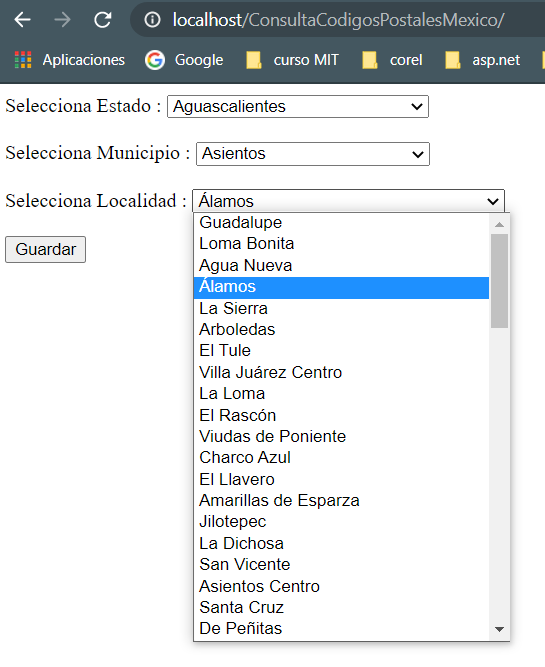 localhost/ConsultaCodigosPostalesMexico/
Aplicaciones Google curso MIT corel asp.net
Selecciona Estado : Aguascalientes
Selecciona Municipio : Asientos
Selecciona Localidad : Álamos
Guardar
Guadalupe
Loma Bonita
Agua Nueva
Álamos
La Sierra
Arboledas
El Tule
Villa Juárez Centro
La Loma
El Rascón
Viudas de Poniente
Charco Azul
El Llavero
Amarillas de Esparza
Jilotepec
La Dichosa
San Vicente
Asientos Centro
Santa Cruz
De Peñitas